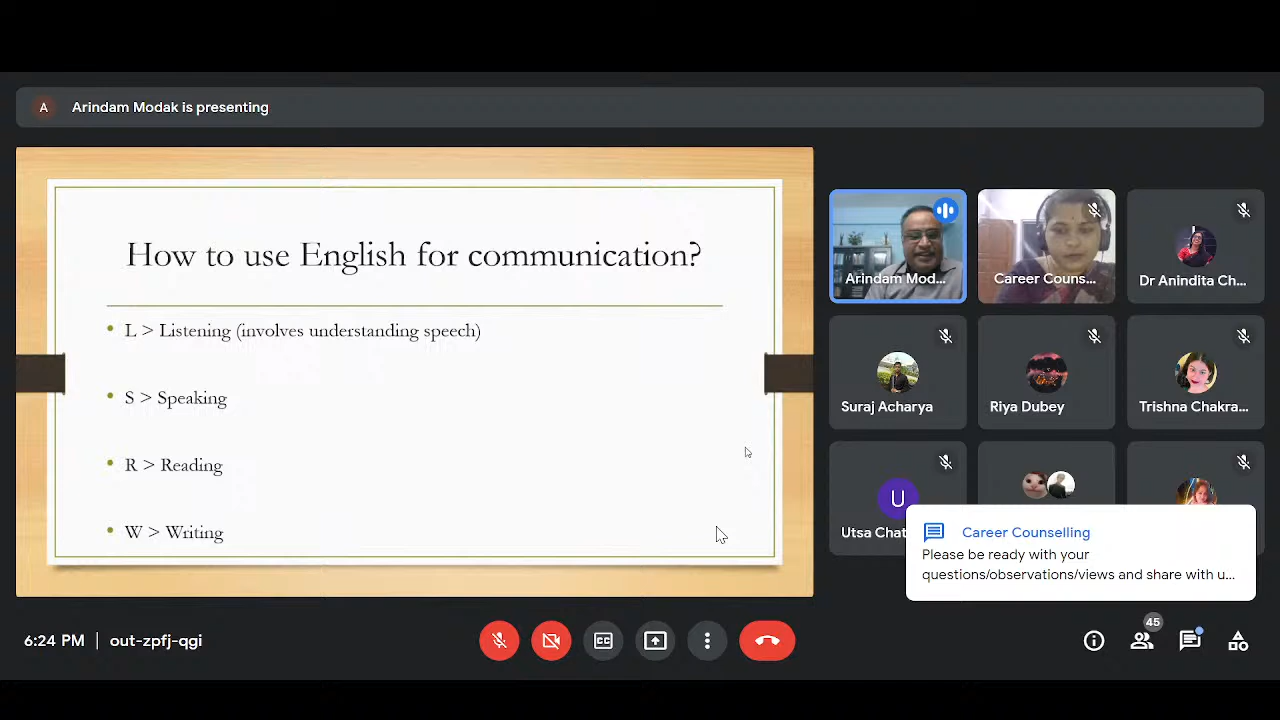 A
Arindam Modak is presenting
How to use English for communication?
L > Listening (involves understanding speech)
S > Speaking
R > Reading
W > Writing
Arindam Mod...
Career Couns...
Dr Anindita Ch...
Suraj Acharya
Riya Dubey
Trishna Chakra...
U
Utsa Chat
Career Counselling
Please be ready with your
questions/observations/views and share with u...
6:24 PM | out-zpfj-qgi
CC
45